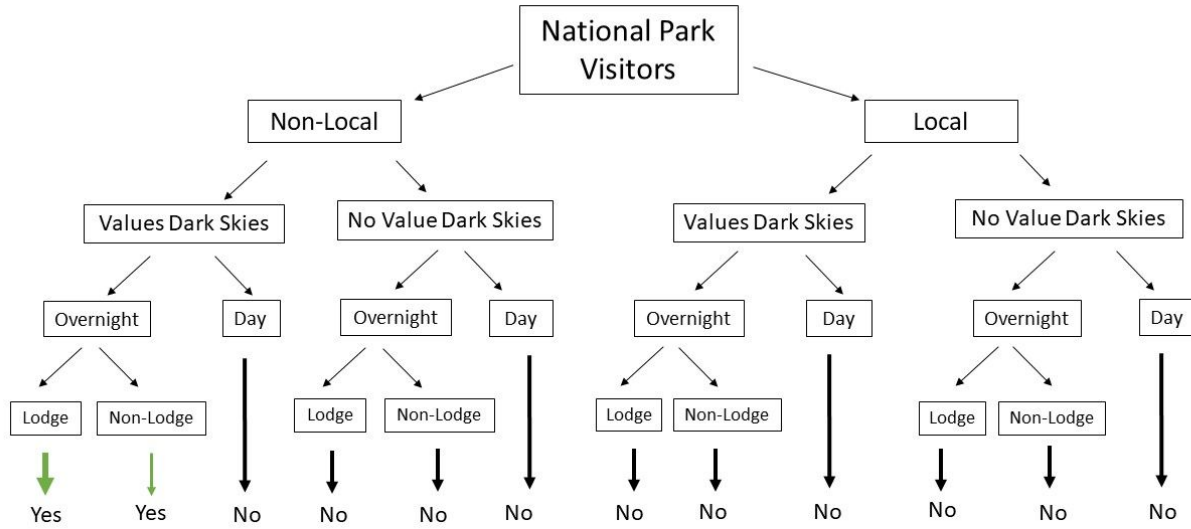 National Park
Visitors
Non-Local
Local
Values Dark Skies
No Value Dark Skies
Values Dark Skies
No Value Dark Skies
Overnight
Day
Overnight
Day
Overnight
Day
Overnight
Day
Lodge
Non-Lodge
Lodge
Non-Lodge
Lodge
Non-Lodge
Lodge
Non-Lodge
Yes
Yes
No
No
No
No
No
No
No
No
No
No